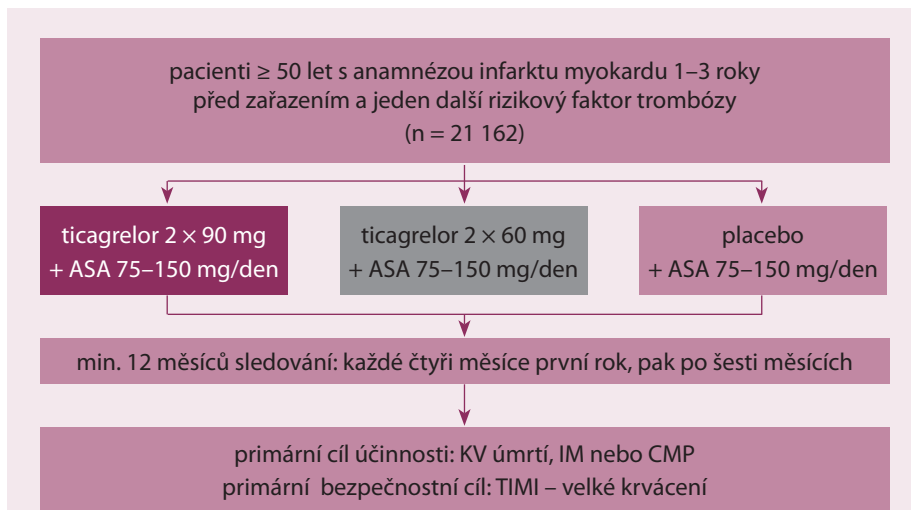 pacienti ≥ 50 let s anamnézou infarktu myokardu 1–3 roky
před zařazením a jeden další rizikový faktor trombózy
(n = 21 162)
ticagrelor 2 × 90 mg
+ ASA 75–150 mg/den
ticagrelor 2 × 60 mg
+ ASA 75–150 mg/den
placebo
+ ASA 75–150 mg/den
min. 12 měsíců sledování: každé čtyři měsíce první rok, pak po šesti měsících
primární cíl účinnosti: KV úmrtí, IM nebo CMP
primární bezpečnostní cíl: TIMI – velké krvácení